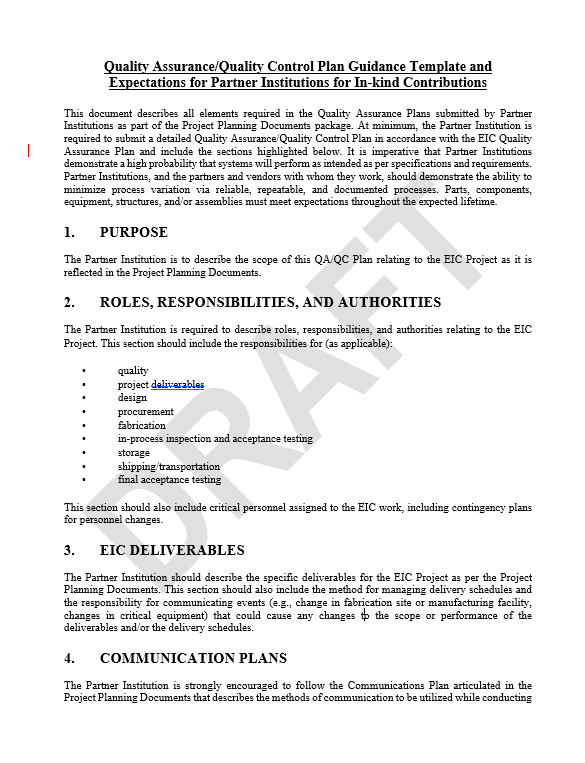 Quality Assurance/Quality Control Plan Guidance Template and
Expectations for Partner Institutions for In-kind Contributions
This document describes all elements required in the Quality Assurance Plans submitted by Partner
Institutions as part of the Project Planning Documents package. At minimum, the Partner Institution is
required to submit a detailed Quality Assurance/Quality Control Plan in accordance with the EIC Quality
Assurance Plan and include the sections highlighted below. It is imperative that Partner Institutions
demonstrate a high probability that systems will perform as intended as per specifications and requirements.
Partner Institutions, and the partners and vendors with whom they work, should demonstrate the ability to
minimize process variation via reliable, repeatable, and documented processes. Parts, components,
equipment, structures, and/or assemblies must meet expectations throughout the expected lifetime.
1. PURPOSE
The Partner Institution is to describe the scope of this QA/QC Plan relating to the EIC Project as it is
reflected in the Project Planning Documents.
2. ROLES, RESPONSIBILITIES, AND AUTHORITIES
The Partner Institution is required to describe roles, responsibilities, and authorities relating to the EIC
Project. This section should include the responsibilities for (as applicable):
• quality
• project deliverables
• design
• procurement
• fabrication
• in-process inspection and acceptance testing
• storage
• shipping/transportation
• final acceptance testing
This section should also include critical personnel assigned to the EIC work, including contingency plans
for personnel changes.
3. EIC DELIVERABLES
The Partner Institution should describe the specific deliverables for the EIC Project as per the Project
Planning Documents. This section should also include the method for managing delivery schedules and
the responsibility for communicating events (e.g., change in fabrication site or manufacturing facility,
changes in critical equipment) that could cause any changes to the scope or performance of the
deliverables and/or the delivery schedules.
4. COMMUNICATION PLANS
The Partner Institution is strongly encouraged to follow the Communications Plan articulated in the
Project Planning Documents that describes the methods of communication to be utilized while conducting
DRAFT